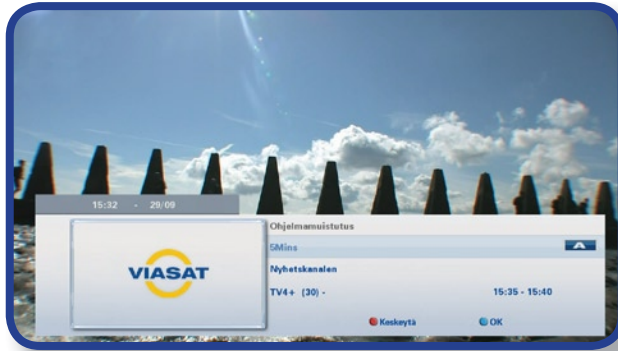 15:32 - 29/09
Ohjelmamuistutus
5Mins A
VIASAT
Nyhetskanalen
TV4+ (30) - 15:35 - 15:40
Keskeytä OK